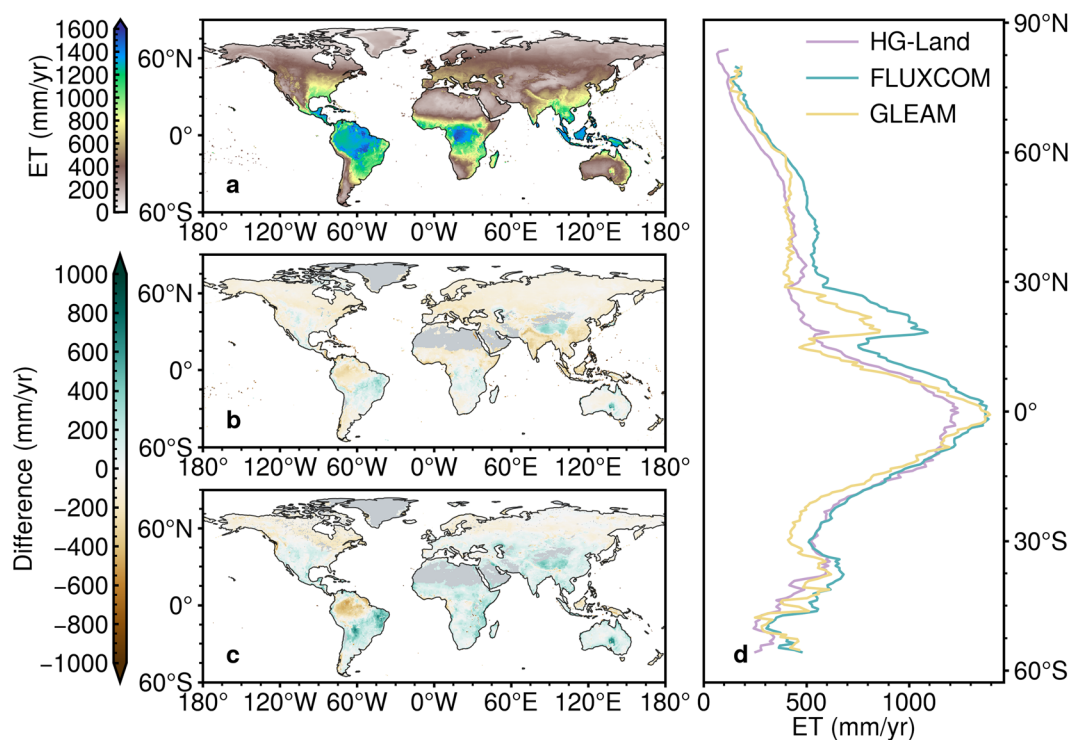 1600
1400
1200
1000
800
600
400
200
0
ET (mm/yr)
60°N
0°
60°S
a
180° 120°W 60°W 0°W 60°E 120°E 180°
1000
800
600
400
200
0
−200
−400
−600
−800
−1000
Difference (mm/yr)
60°N
0°
60°S
b
180° 120°W 60°W 0°W 60°E 120°E 180°
60°N
0°
60°S
c
180° 120°W 60°W 0°W 60°E 120°E 180°
HG-Land
FLUXCOM
GLEAM
90°N
60°N
30°N
0°
30°S
60°S
d
0 500 1000
ET (mm/yr)